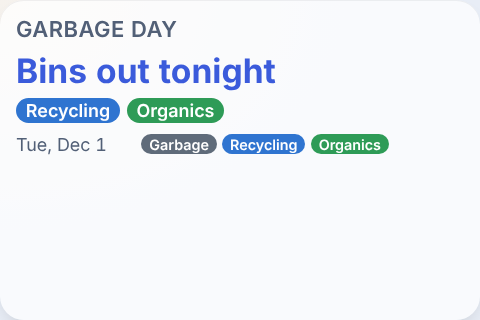 GARBAGE DAY
Bins out tonight
Recycling Organics
Tue, Dec 1 Garbage Recycling Organics